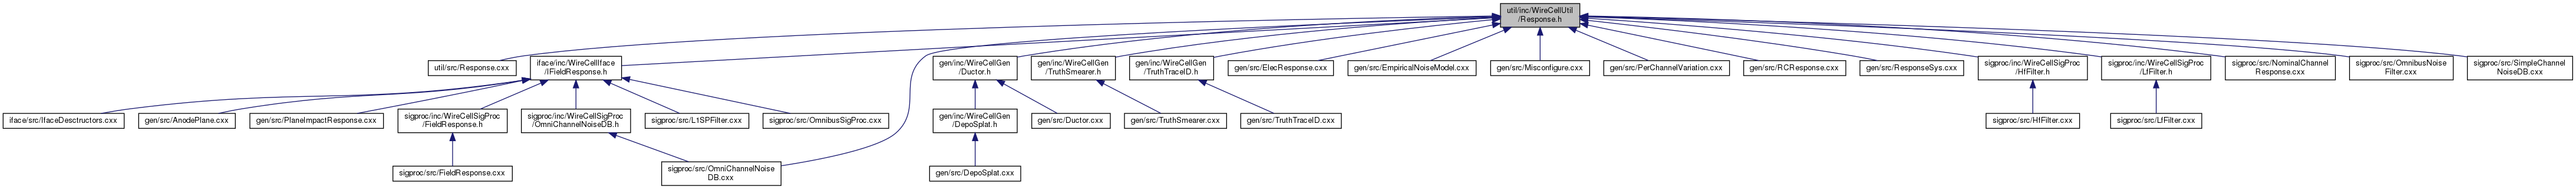 util/inc/WireCellUtil
/Response.h
util/src/Response.cxx
iface/inc/WireCellIface
/IFieldResponse.h
gen/inc/WireCellGen
/Ductor.h
gen/inc/WireCellGen
/TruthSmearer.h
gen/inc/WireCellGen
/TruthTraceID.h
gen/src/ElecResponse.cxx
gen/src/EmpiricalNoiseModel.cxx
gen/src/Misconfigure.cxx
gen/src/PerChannelVariation.cxx
gen/src/RCResponse.cxx
gen/src/ResponseSys.cxx
sigproc/inc/WireCellSigProc
/HfFilter.h
sigproc/inc/WireCellSigProc
/LfFilter.h
sigproc/src/NominalChannel
Response.cxx
sigproc/src/OmnibusNoise
Filter.cxx
sigproc/src/SimpleChannel
NoiseDB.cxx
iface/src/IfaceDesctructors.cxx
gen/src/AnodePlane.cxx
gen/src/PlaneImpactResponse.cxx
sigproc/inc/WireCellSigProc
/FieldResponse.h
sigproc/inc/WireCellSigProc
/OmniChannelNoiseDB.h
sigproc/src/L1SPFilter.cxx
sigproc/src/OmnibusSigProc.cxx
gen/inc/WireCellGen
/DepoSplat.h
gen/src/Ductor.cxx
gen/src/TruthSmearer.cxx
gen/src/TruthTraceID.cxx
sigproc/src/HfFilter.cxx
sigproc/src/LfFilter.cxx
sigproc/src/FieldResponse.cxx
sigproc/src/OmniChannelNoise
DB.cxx
gen/src/DepoSplat.cxx